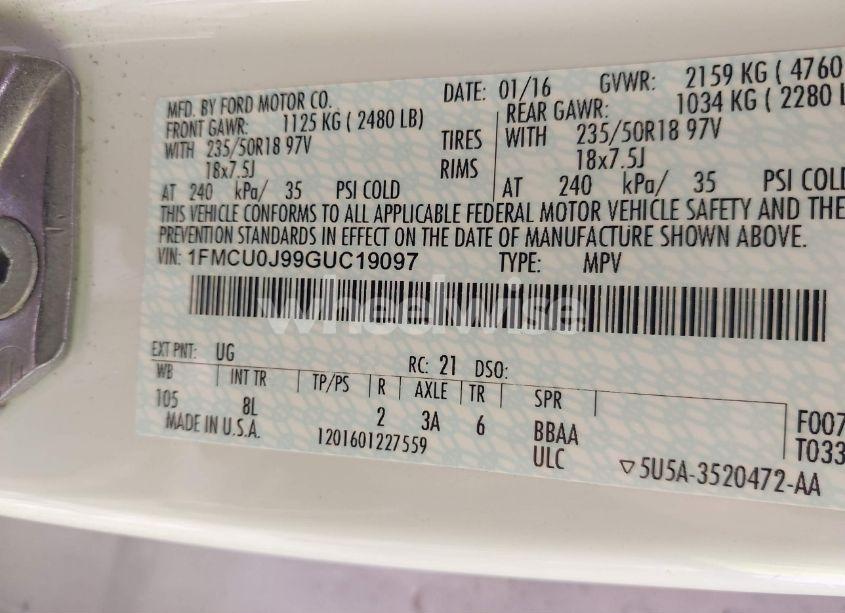 MFD. BY FORD MOTOR CO. DATE: 01/16 GVWR: 2159 KG ( 4760
FRONT GAWR: 1125 KG ( 2480 LB) REAR GAWR: 1034 KG ( 2280 L
WITH 235/50R18 97V TIRES WITH 235/50R18 97V
18x7.5J RIMS 18x7.5J
AT 240 kPa/ 35 PSI COLD AT 240 kPa/ 35 PSI COLD
THIS VEHICLE CONFORMS TO ALL APPLICABLE FEDERAL MOTOR VEHICLE SAFETY AND THE
PREVENTION STANDARDS IN EFFECT ON THE DATE OF MANUFACTURE SHOWN ABOVE.
VIN: 1FMCU0J99GUC19097 TYPE: MPV
wheelwise
EXT PNT: UG RC: 21 DSO:
WB INT TR TP/PS R AXLE TR SPR
105 8L 2 3A 6 BBAA F007
MADE IN U.S.A. 1201601227559 ULC T033
▽5U5A-3520472-AA